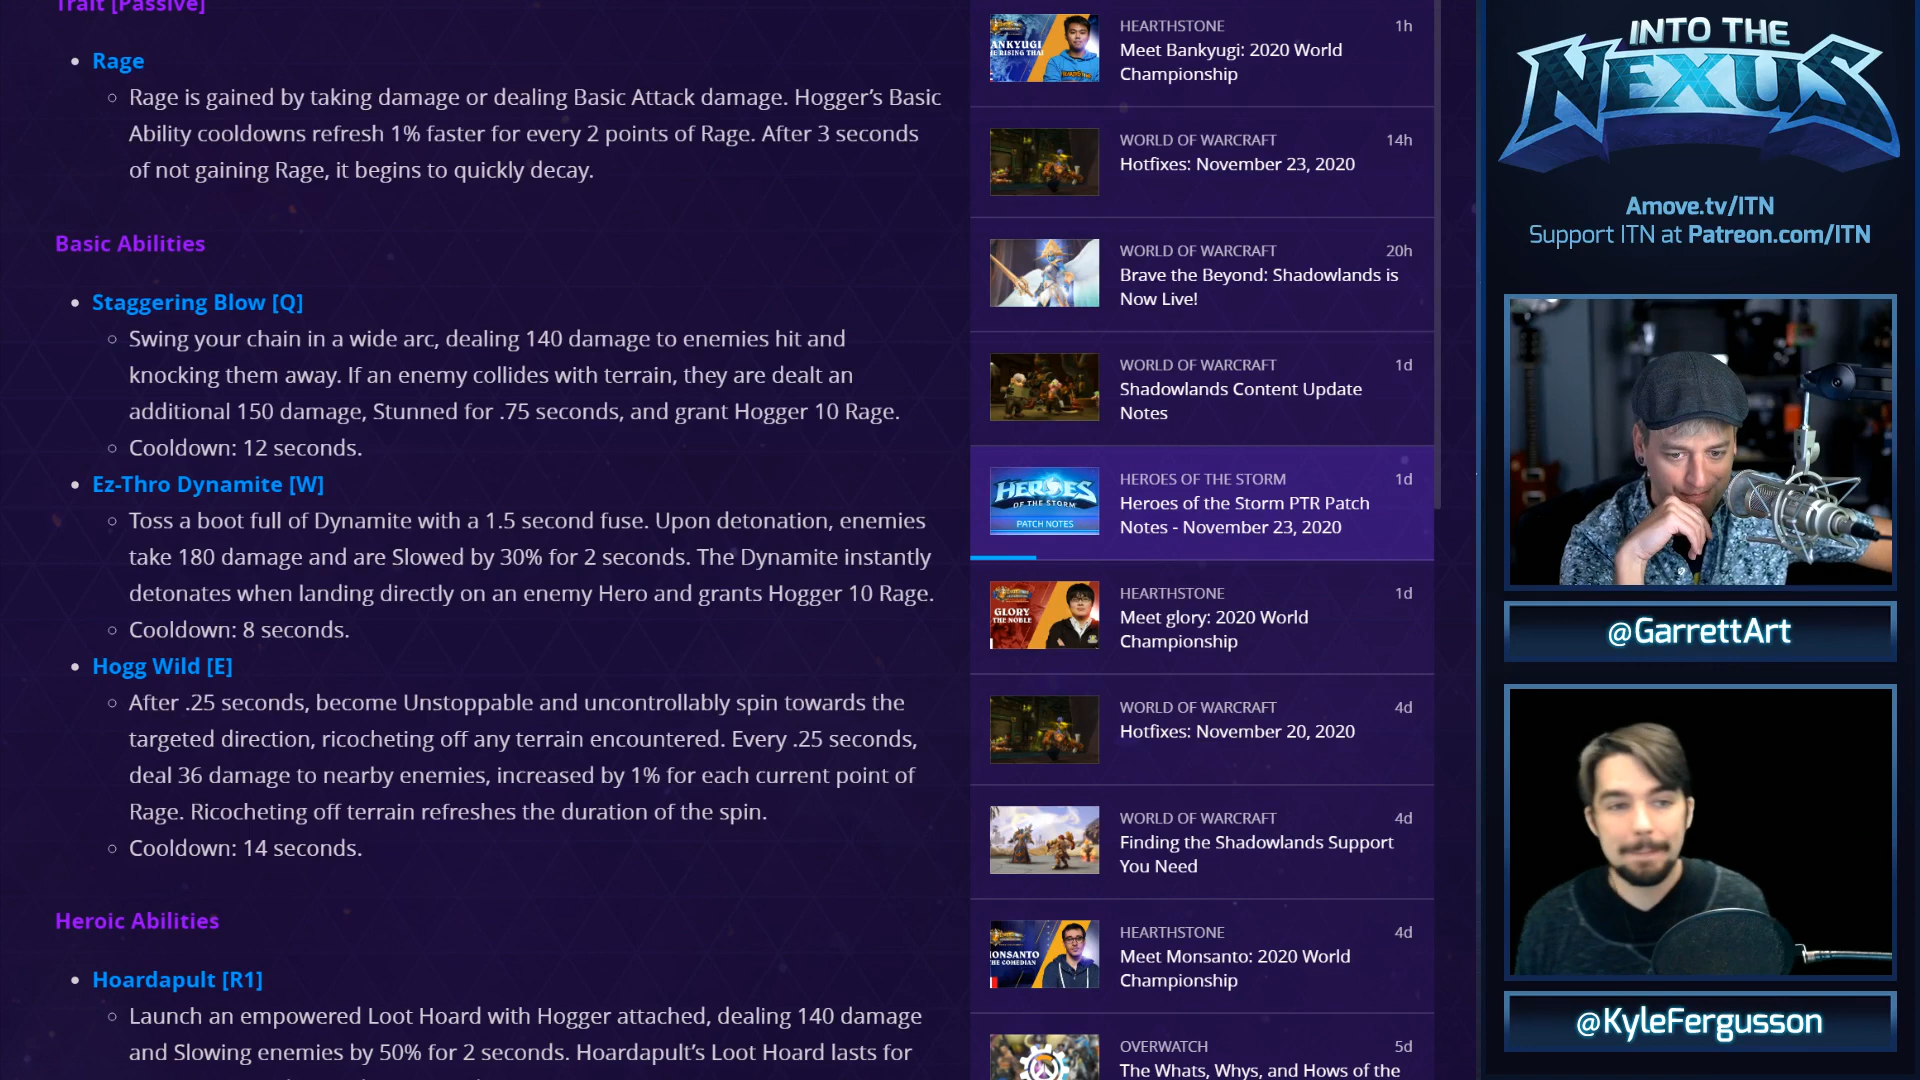 Trait [Passive]
Rage
Rage is gained by taking damage or dealing Basic Attack damage. Hogger’s Basic
Ability cooldowns refresh 1% faster for every 2 points of Rage. After 3 seconds
of not gaining Rage, it begins to quickly decay.
Basic Abilities
Staggering Blow [Q]
Swing your chain in a wide arc, dealing 140 damage to enemies hit and
knocking them away. If an enemy collides with terrain, they are dealt an
additional 150 damage, Stunned for .75 seconds, and grant Hogger 10 Rage.
Cooldown: 12 seconds.
Ez-Thro Dynamite [W]
Toss a boot full of Dynamite with a 1.5 second fuse. Upon detonation, enemies
take 180 damage and are Slowed by 30% for 2 seconds. The Dynamite instantly
detonates when landing directly on an enemy Hero and grants Hogger 10 Rage.
Cooldown: 8 seconds.
Hogg Wild [E]
After .25 seconds, become Unstoppable and uncontrollably spin towards the
targeted direction, ricocheting off any terrain encountered. Every .25 seconds,
deal 36 damage to nearby enemies, increased by 1% for each current point of
Rage. Ricocheting off terrain refreshes the duration of the spin.
Cooldown: 14 seconds.
Heroic Abilities
Hoardapult [R1]
Launch an empowered Loot Hoard with Hogger attached, dealing 140 damage
and Slowing enemies by 50% for 2 seconds. Hoardapult’s Loot Hoard lasts for
HEARTHSTONE 1h
Meet Bankyugi: 2020 World
Championship
WORLD OF WARCRAFT 14h
Hotfixes: November 23, 2020
WORLD OF WARCRAFT 20h
Brave the Beyond: Shadowlands is
Now Live!
WORLD OF WARCRAFT 1d
Shadowlands Content Update
Notes
HEROES OF THE STORM 1d
Heroes of the Storm PTR Patch
Notes - November 23, 2020
HEROES
OF THE STORM
PATCH NOTES
HEARTHSTONE 1d
Meet glory: 2020 World
Championship
GLORY
THE NOBLE
WORLD OF WARCRAFT 4d
Hotfixes: November 20, 2020
WORLD OF WARCRAFT 4d
Finding the Shadowlands Support
You Need
HEARTHSTONE 4d
Meet Monsanto: 2020 World
Championship
ONSANTO
HE COMEDIAN
OVERWATCH 5d
The Whats, Whys, and Hows of the
INTO THE
NEXUS
Amove.tv/ITN
Support ITN at Patreon.com/ITN
@GarrettArt
@KyleFergusson